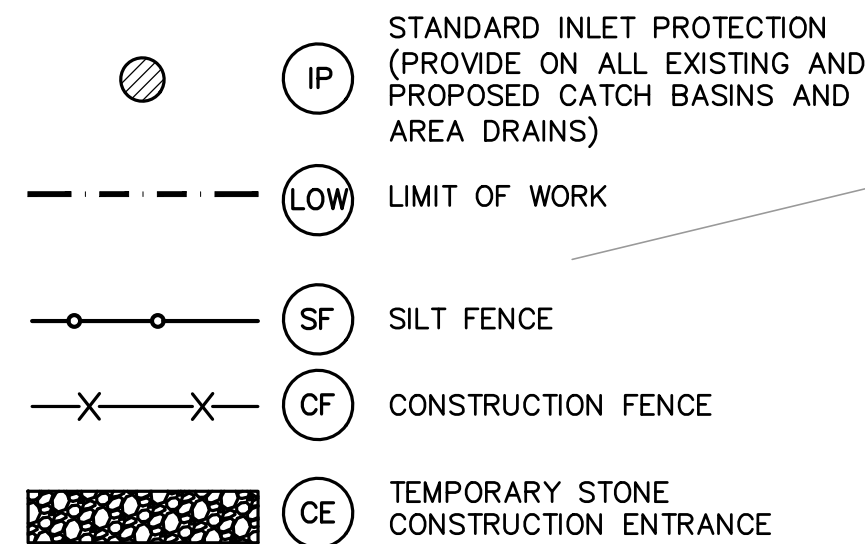 IP STANDARD INLET PROTECTION
(PROVIDE ON ALL EXISTING AND
PROPOSED CATCH BASINS AND
AREA DRAINS)
LOW LIMIT OF WORK
SF SILT FENCE
CF CONSTRUCTION FENCE
CE TEMPORARY STONE
CONSTRUCTION ENTRANCE